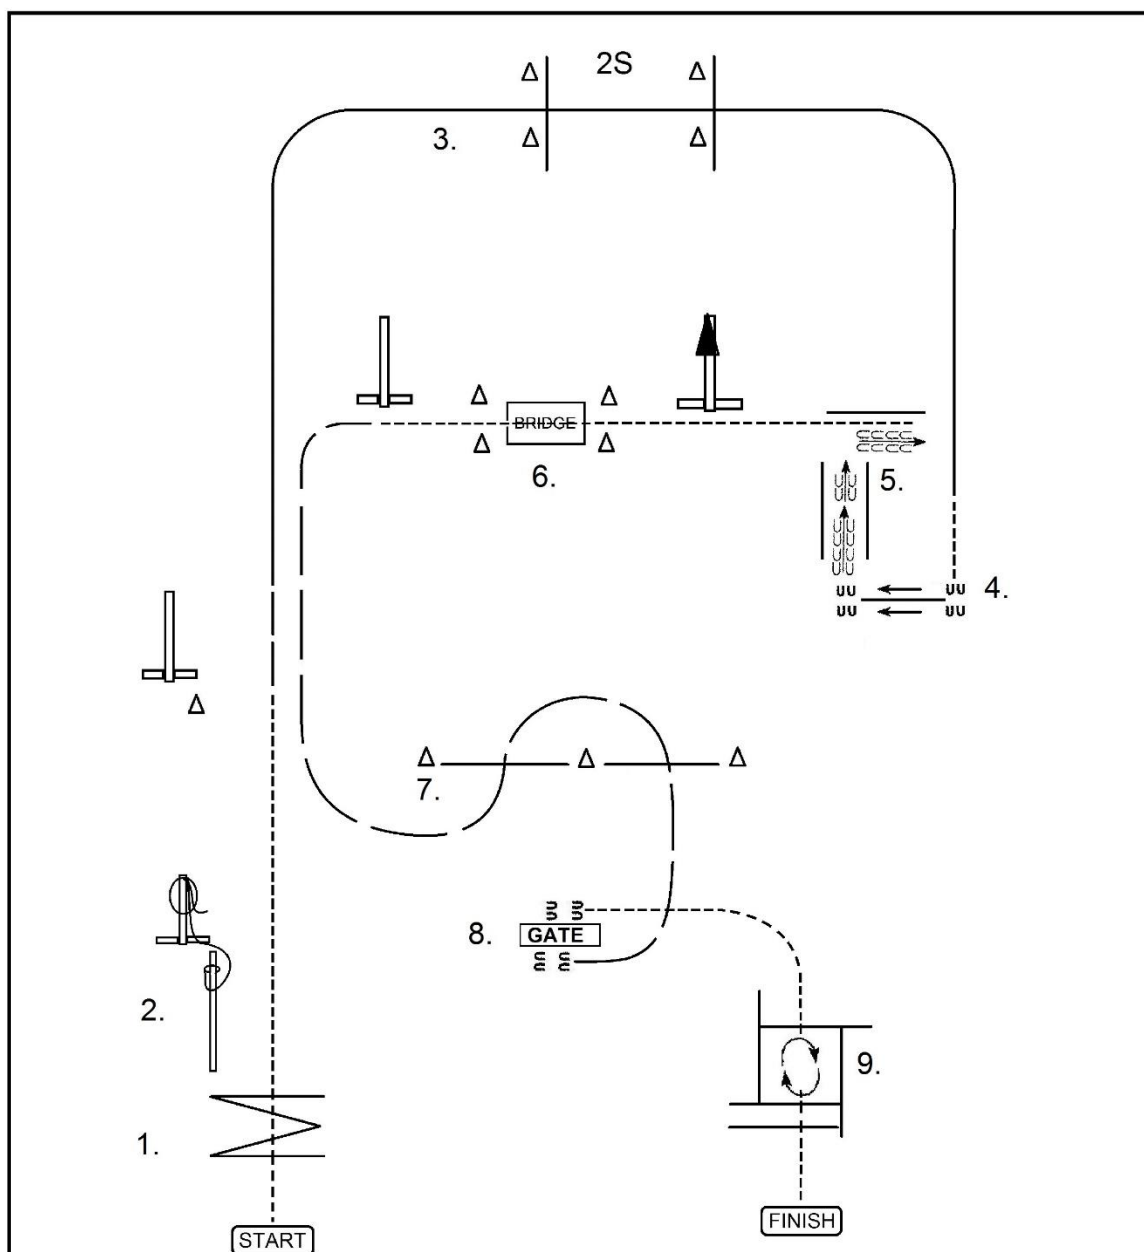 2S
3.
BRIDGE
6.
5.
4.
7.
8.
GATE
2.
9.
1.
START
FINISH